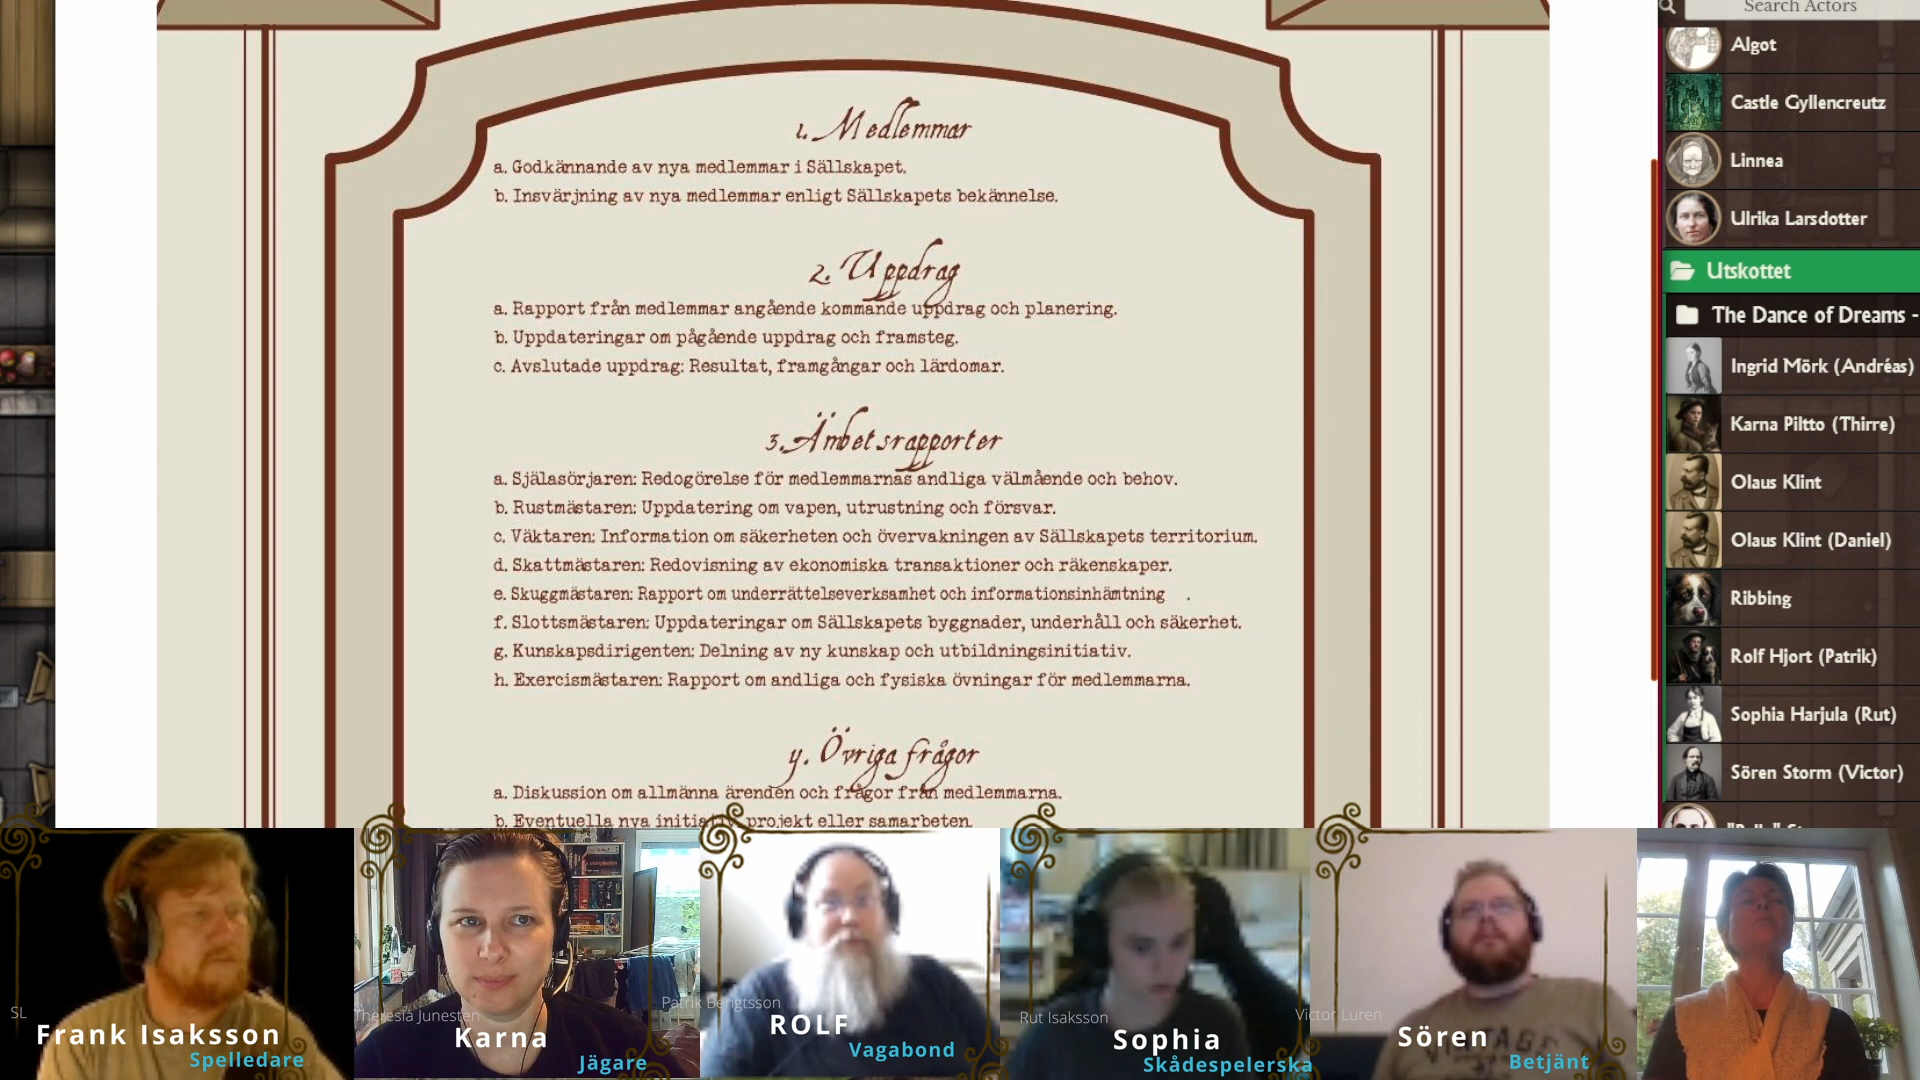 1. Medlemmar
a. Godkännande av nya medlemmar i Sällskapet.
b. Insvärjning av nya medlemmar enligt Sällskapets bekännelse.
2. Uppdrag
a. Rapport från medlemmar angående kommande uppdrag och planering.
b. Uppdateringar om pågående uppdrag och framsteg.
c. Avslutade uppdrag: Resultat, framgångar och lärdomar.
3. Ämbetsrapporter
a. Själasörjaren: Redogörelse för medlemmarnas andliga välmående och behov.
b. Rustmästaren: Uppdatering om vapen, utrustning och försvar.
c. Väktaren: Information om säkerheten och övervakningen av Sällskapets territorium.
d. Skattmästaren: Redovisning av ekonomiska transaktioner och räkenskaper.
e. Skuggmästaren: Rapport om underrättelseverksamhet och informationsinhämtning .
f. Slottsmästaren: Uppdateringar om Sällskapets byggnader, underhåll och säkerhet.
g. Kunskapsdirigenten: Delning av ny kunskap och utbildningsinitiativ.
h. Exercismästaren: Rapport om andliga och fysiska övningar för medlemmarna.
4. Övriga frågor
a. Diskussion om allmänna ärenden och frågor från medlemmarna.
b. Eventuella nya initiativ, projekt eller samarbeten.
Search Actors
Algot
Castle Gyllencreutz
Linnea
Ulrika Larsdotter
Utskottet
The Dance of Dreams -
Ingrid Mörk (Andréas)
Karna Piltto (Thirre)
Olaus Klint
Olaus Klint (Daniel)
Ribbing
Rolf Hjort (Patrik)
Sophia Harjula (Rut)
Sören Storm (Victor)
SL
Frank Isaksson
Spelledare
Theresia Junesten
Karna
Jägare
Patrik Bengtsson
ROLF
Vagabond
Rut Isaksson
Sophia
Skådespelerska
Victor Luren
Sören
Betjänt